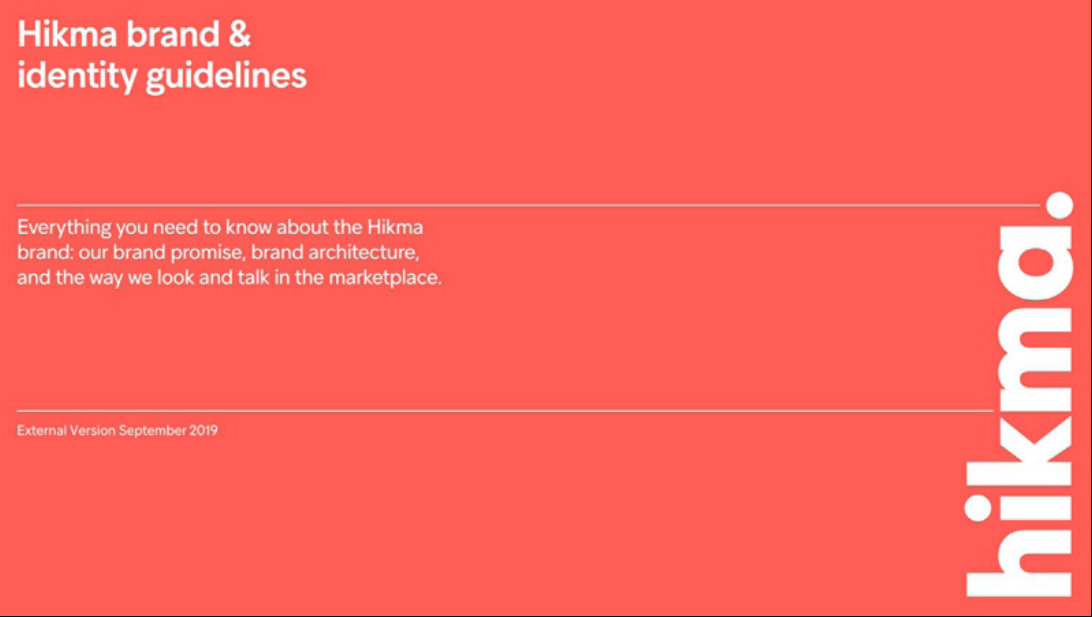 Hikma brand &
identity guidelines
Everything you need to know about the Hikma
brand: our brand promise, brand architecture,
and the way we look and talk in the marketplace.
External Version September 2019
hikma.